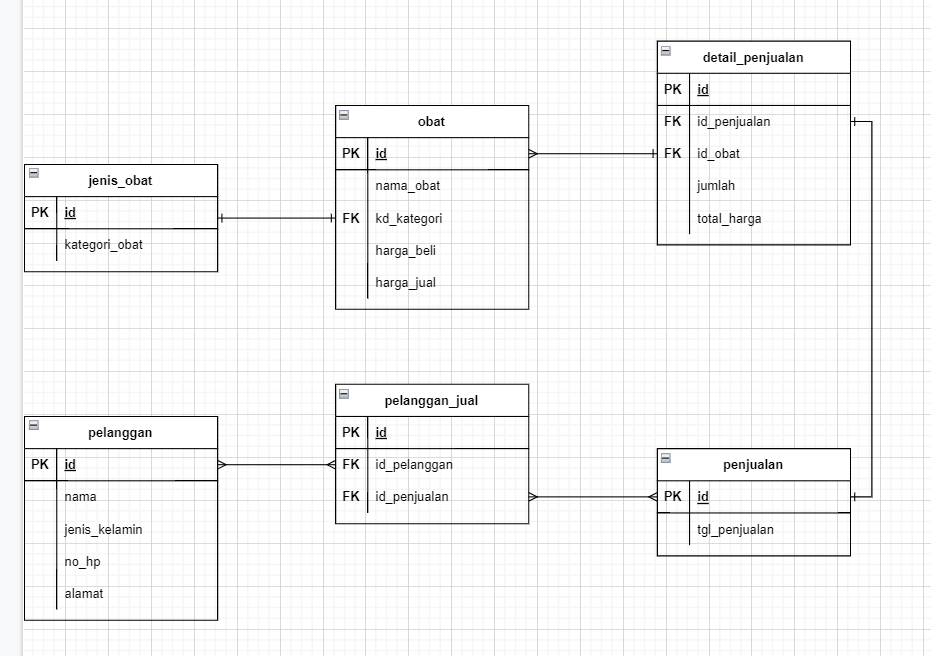 jenis_obat
PK id
kategori_obat
obat
PK id
nama_obat
FK kd_kategori
harga_beli
harga_jual
detail_penjualan
PK id
FK id_penjualan
FK id_obat
jumlah
total_harga
pelanggan
PK id
nama
jenis_kelamin
no_hp
alamat
pelanggan_jual
PK id
FK id_pelanggan
FK id_penjualan
penjualan
PK id
tgl_penjualan